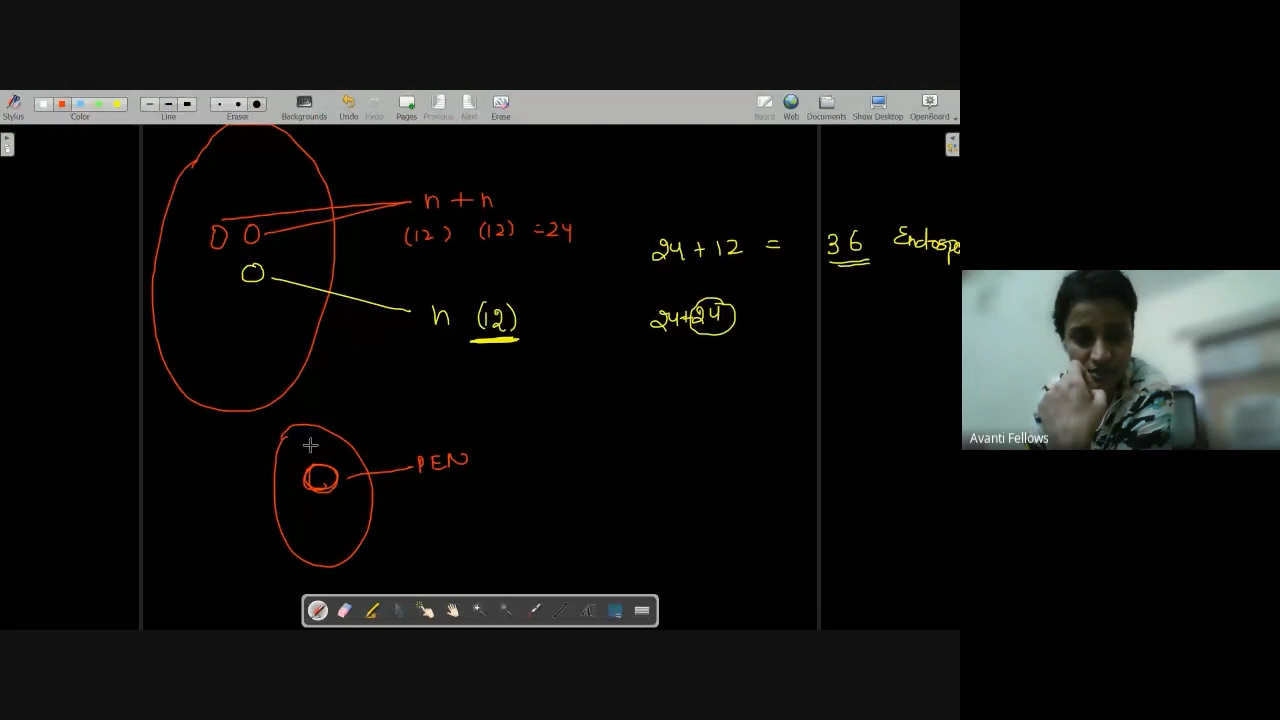 Stylus
Color
Line
Eraser
Backgrounds
Undo
Redo
Pages
Previous
Next
Erase
Board
Web
Documents
Show Desktop
OpenBoard
n + n
(12) (12) =24
24 + 12 = 36 Endospe
n (12)
24+24
PEN
Avanti Fellows